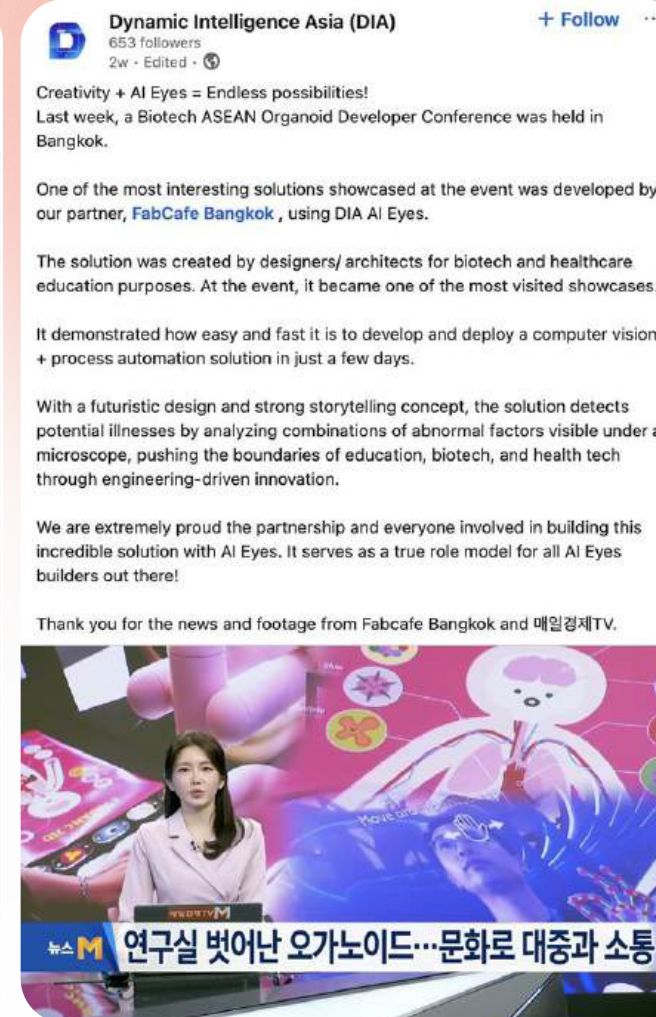 Dynamic Intelligence Asia (DIA)
+ Follow
653 followers
2w • Edited •
Creativity + AI Eyes = Endless possibilities!
Last week, a Biotech ASEAN Organoid Developer Conference was held in
Bangkok.
One of the most interesting solutions showcased at the event was developed by
our partner, FabCafe Bangkok , using DIA AI Eyes.
The solution was created by designers/ architects for biotech and healthcare
education purposes. At the event, it became one of the most visited showcases.
It demonstrated how easy and fast it is to develop and deploy a computer vision
+ process automation solution in just a few days.
With a futuristic design and strong storytelling concept, the solution detects
potential illnesses by analyzing combinations of abnormal factors visible under a
microscope, pushing the boundaries of education, biotech, and health tech
through engineering-driven innovation.
We are extremely proud the partnership and everyone involved in building this
incredible solution with AI Eyes. It serves as a true role model for all AI Eyes
builders out there!
Thank you for the news and footage from Fabcafe Bangkok and 매일경제TV.
Move
매일경제TV M
뉴스 M 연구실 벗어난 오가노이드…문화로 대중과 소통